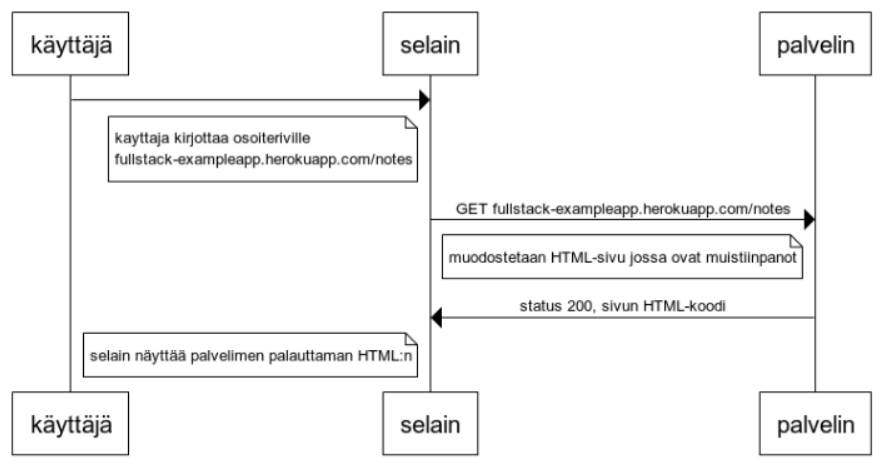 käyttäjä
selain
palvelin
kayttaja kirjottaa osoiteriville
fullstack-exampleapp.herokuapp.com/notes
GET fullstack-exampleapp.herokuapp.com/notes
muodostetaan HTML-sivu jossa ovat muistiinpanot
status 200, sivun HTML-koodi
selain näyttää palvelimen palauttaman HTML:n
käyttäjä
selain
palvelin